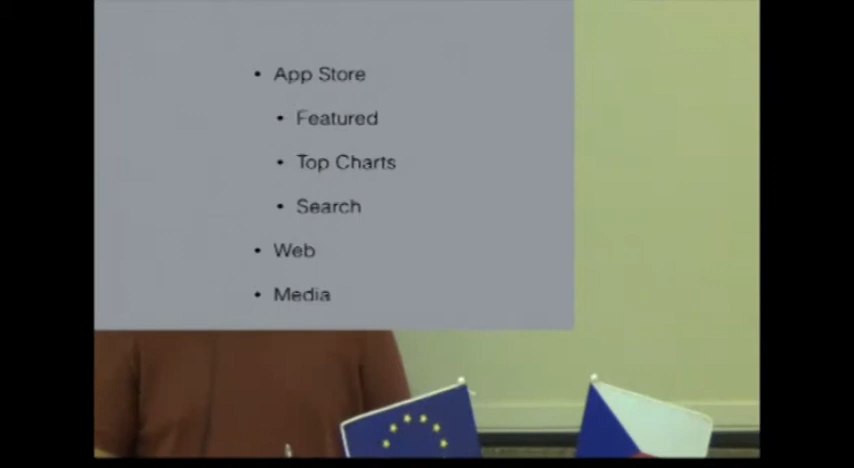 • App Store
• Featured
• Top Charts
• Search
• Web
• Media